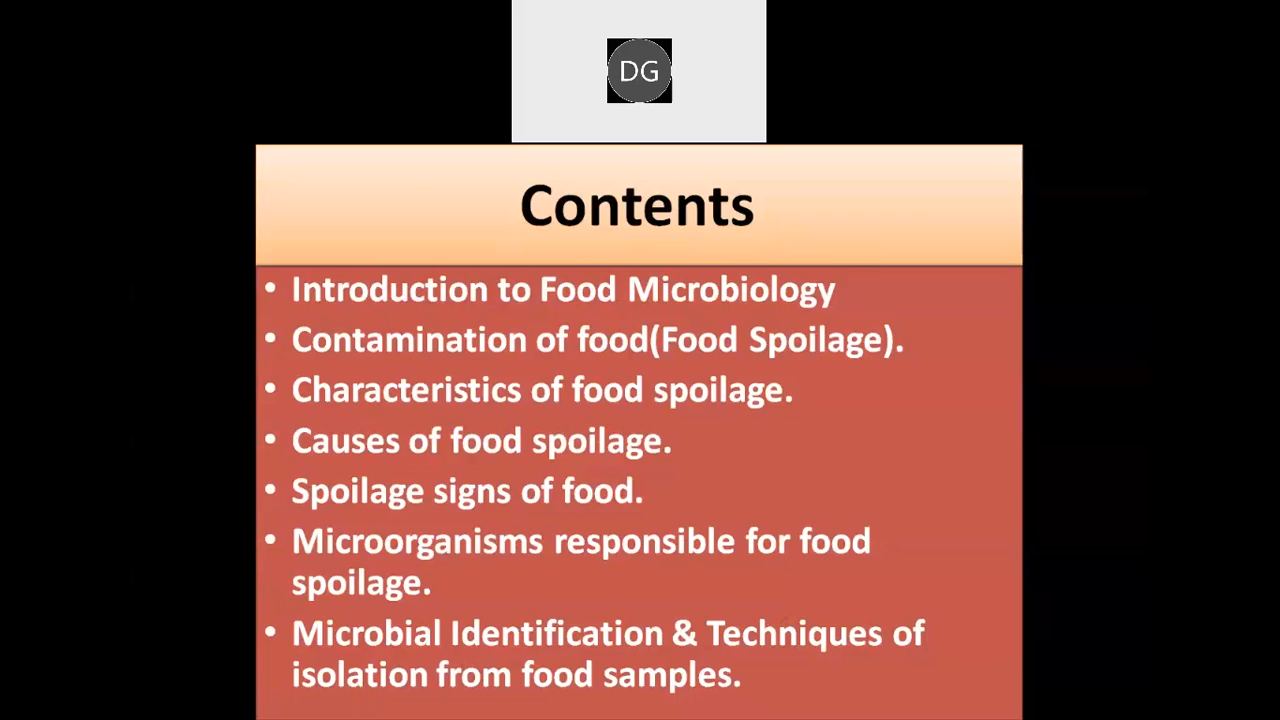 DG
Contents
• Introduction to Food Microbiology
• Contamination of food(Food Spoilage).
• Characteristics of food spoilage.
• Causes of food spoilage.
• Spoilage signs of food.
• Microorganisms responsible for food
spoilage.
• Microbial Identification & Techniques of
isolation from food samples.